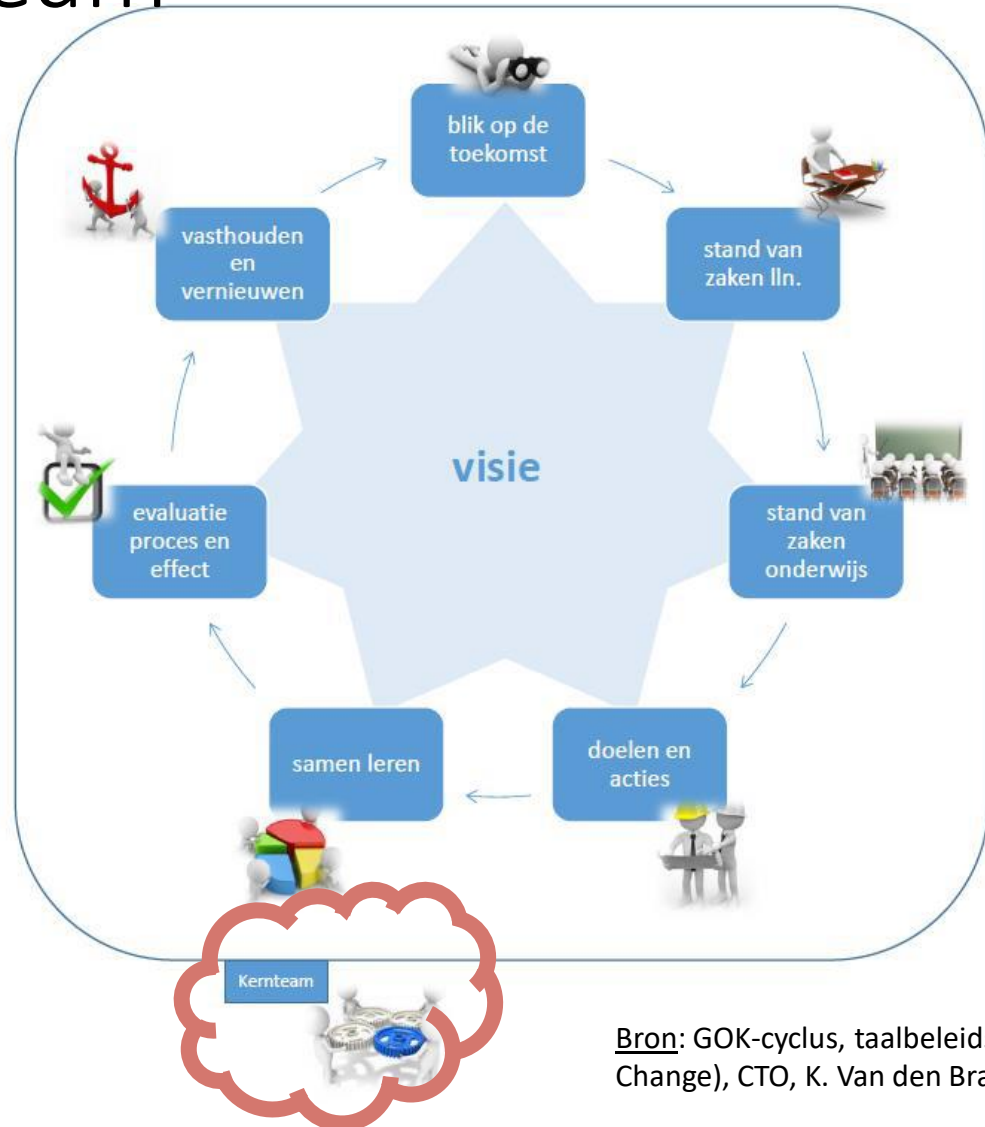 blik op de
toekomst
stand van
zaken lln.
stand van
zaken
onderwijs
doelen en
acties
samen leren
evaluatie
proces en
effect
vasthouden
en
vernieuwen
visie
Kernteam
Bron: GOK-cyclus, taalbeleid
Change), CTO, K. Van den Bra